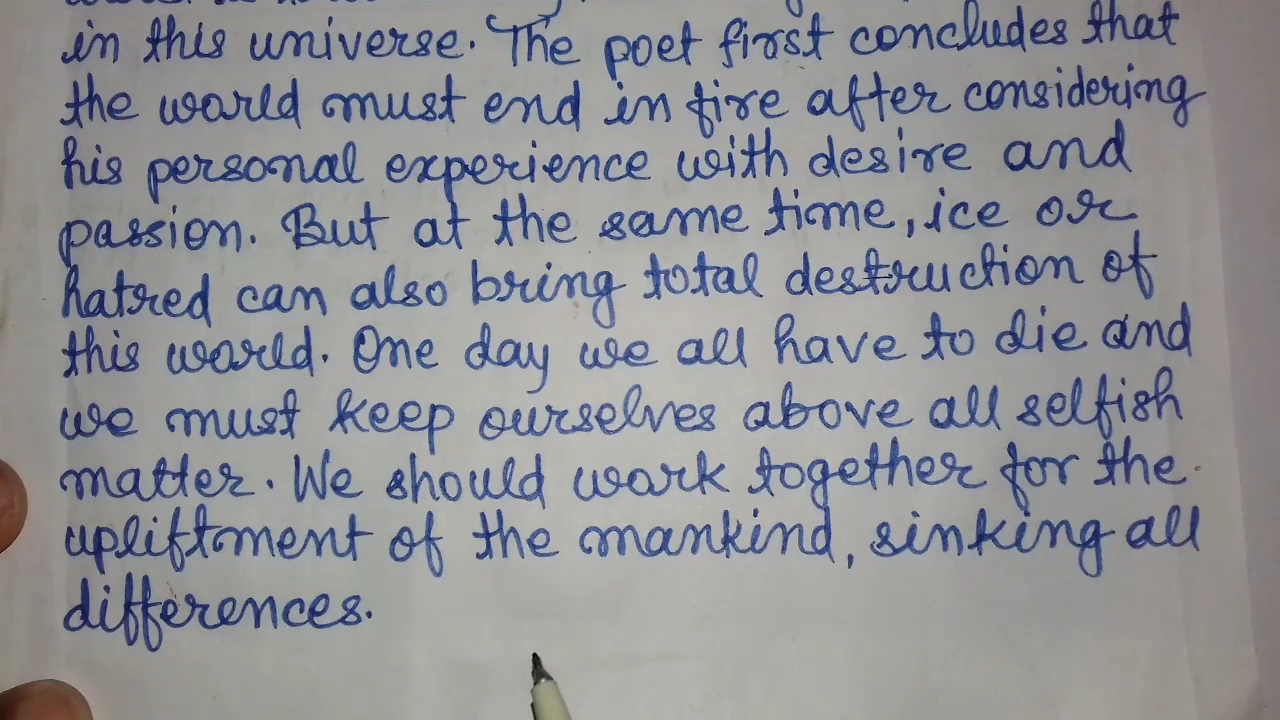 in this universe. The poet first concludes that
the world must end in fire after considering
his personal experience with desire and
passion. But at the same time, ice or
hatred can also bring total destruction of
this world. One day we all have to die and
we must keep ourselves above all selfish
matter. We should work together for the
upliftment of the mankind, sinking all
differences.